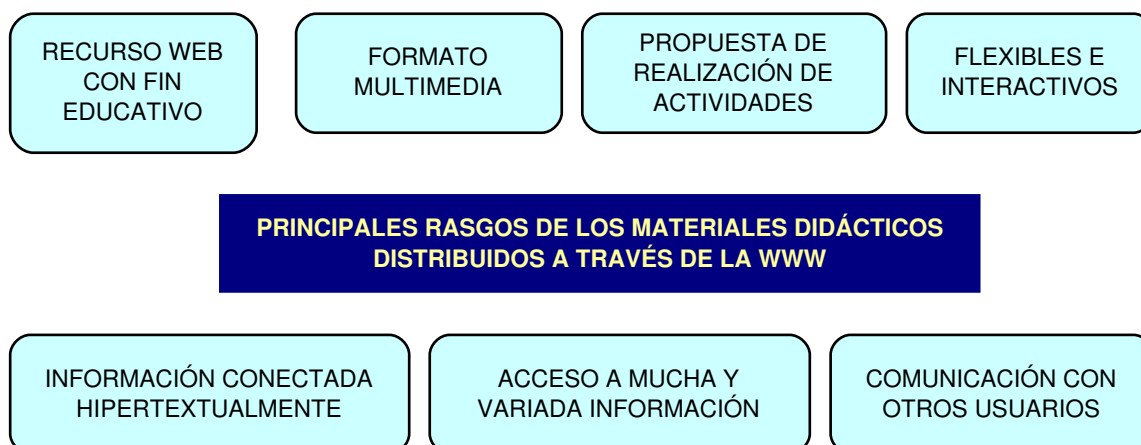 RECURSO WEB
CON FIN
EDUCATIVO
FORMATO
MULTIMEDIA
PROPUESTA DE
REALIZACIÓN DE
ACTIVIDADES
FLEXIBLES E
INTERACTIVOS
PRINCIPALES RASGOS DE LOS MATERIALES DIDÁCTICOS
DISTRIBUIDOS A TRAVÉS DE LA WWW
INFORMACIÓN CONECTADA
HIPERTEXTUALMENTE
ACCESO A MUCHA Y
VARIADA INFORMACIÓN
COMUNICACIÓN CON
OTROS USUARIOS